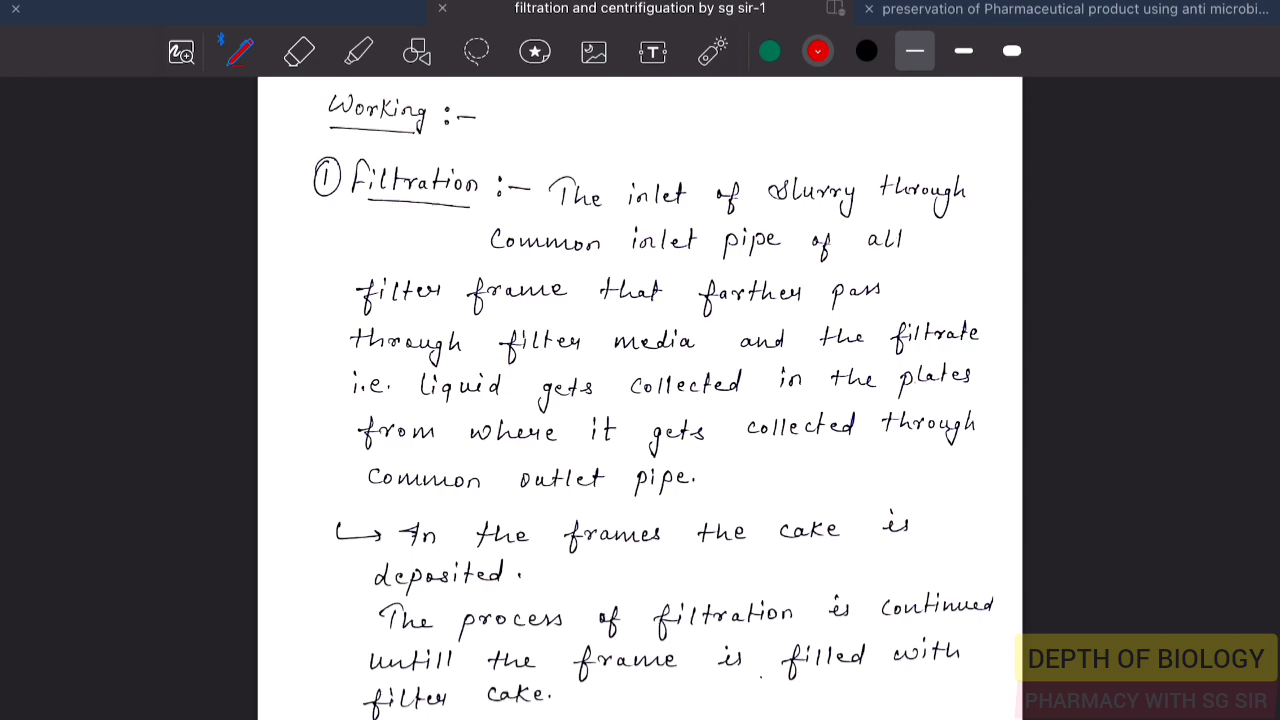 filtration and centrifiguation by sg sir-1
preservation of Pharmaceutical product using anti microbi...
Working :-
① filtration :- The inlet of slurry through
common inlet pipe of all
filter frame that farther pass
through filter media and the filtrate
i.e. liquid gets collected in the plates
from where it gets collected through
common outlet pipe.
↳ In the frames the cake is
deposited.
The process of filtration is continued
untill the frame is filled with
filter cake.
DEPTH OF BIOLOGY
PHARMACY WITH SG SIR